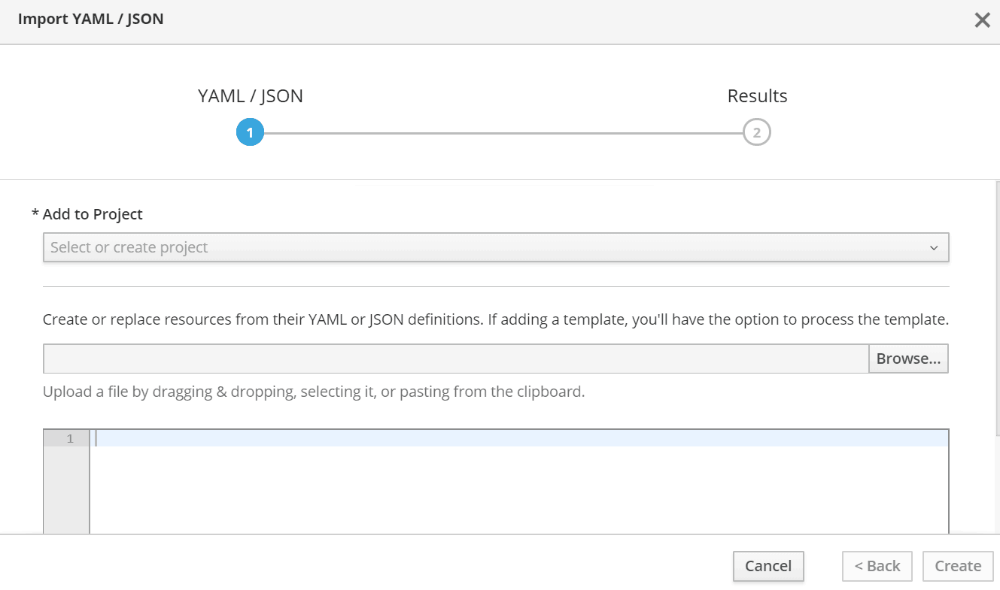 Import YAML / JSON
YAML / JSON
Results
1
2
* Add to Project
Select or create project
Create or replace resources from their YAML or JSON definitions. If adding a template, you'll have the option to process the template.
Browse...
Upload a file by dragging & dropping, selecting it, or pasting from the clipboard.
1
Cancel
< Back
Create